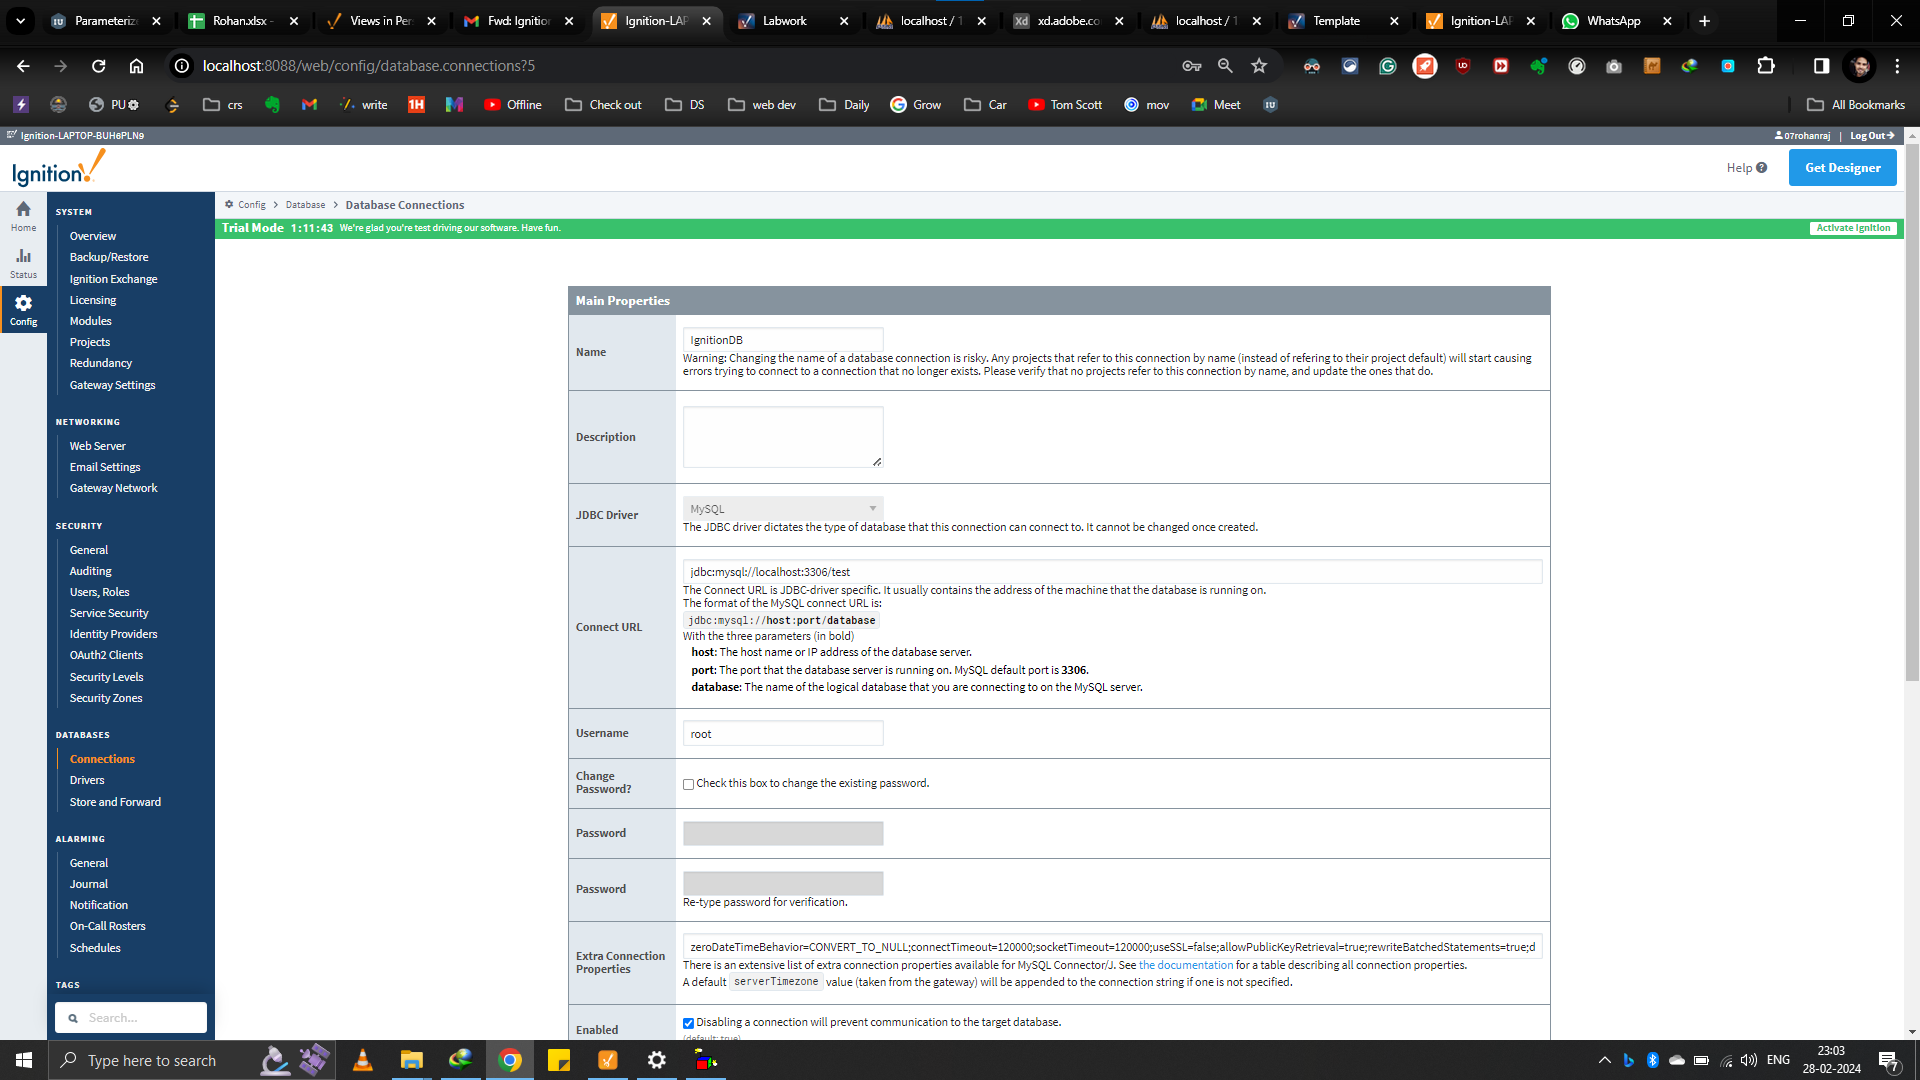 Parameteriz
Rohan.xlsx -
Views in Per
Fwd: Ignition
Ignition-LAP
Labwork
localhost / 1
xd.adobe.co
localhost / 1
Template
Ignition-LAP
WhatsApp
localhost:8088/web/config/database.connections?5
PU
crs
write
1H
Offline
Check out
DS
web dev
Daily
Grow
Car
Tom Scott
mov
Meet
All Bookmarks
Ignition-LAPTOP-BUH6PLN9
07rohanraj | Log Out
Ignition!
Help
Get Designer
Config > Database > Database Connections
Trial Mode 1:11:43 We're glad you're test driving our software. Have fun.
Activate Ignition
Home
Status
Config
SYSTEM
Overview
Backup/Restore
Ignition Exchange
Licensing
Modules
Projects
Redundancy
Gateway Settings
NETWORKING
Web Server
Email Settings
Gateway Network
SECURITY
General
Auditing
Users, Roles
Service Security
Identity Providers
OAuth2 Clients
Security Levels
Security Zones
DATABASES
Connections
Drivers
Store and Forward
ALARMING
General
Journal
Notification
On-Call Rosters
Schedules
TAGS
Search...
Main Properties
Name
IgnitionDB
Warning: Changing the name of a database connection is risky. Any projects that refer to this connection by name (instead of refering to their project default) will start causing
errors trying to connect to a connection that no longer exists. Please verify that no projects refer to this connection by name, and update the ones that do.
Description
JDBC Driver
MySQL
The JDBC driver dictates the type of database that this connection can connect to. It cannot be changed once created.
Connect URL
jdbc:mysql://localhost:3306/test
The Connect URL is JDBC-driver specific. It usually contains the address of the machine that the database is running on.
The format of the MySQL connect URL is:
jdbc:mysql://host:port/database
With the three parameters (in bold)
host: The host name or IP address of the database server.
port: The port that the database server is running on. MySQL default port is 3306.
database: The name of the logical database that you are connecting to on the MySQL server.
Username
root
Change
Password?
Check this box to change the existing password.
Password
Password
Re-type password for verification.
Extra Connection
Properties
zeroDateTimeBehavior=CONVERT_TO_NULL;connectTimeout=120000;socketTimeout=120000;useSSL=false;allowPublicKeyRetrieval=true;rewriteBatchedStatements=true;d
There is an extensive list of extra connection properties available for MySQL Connector/J. See the documentation for a table describing all connection properties.
A default serverTimezone value (taken from the gateway) will be appended to the connection string if one is not specified.
Enabled
Disabling a connection will prevent communication to the target database.
(default: true)
Type here to search
ENG
23:03
28-02-2024
7